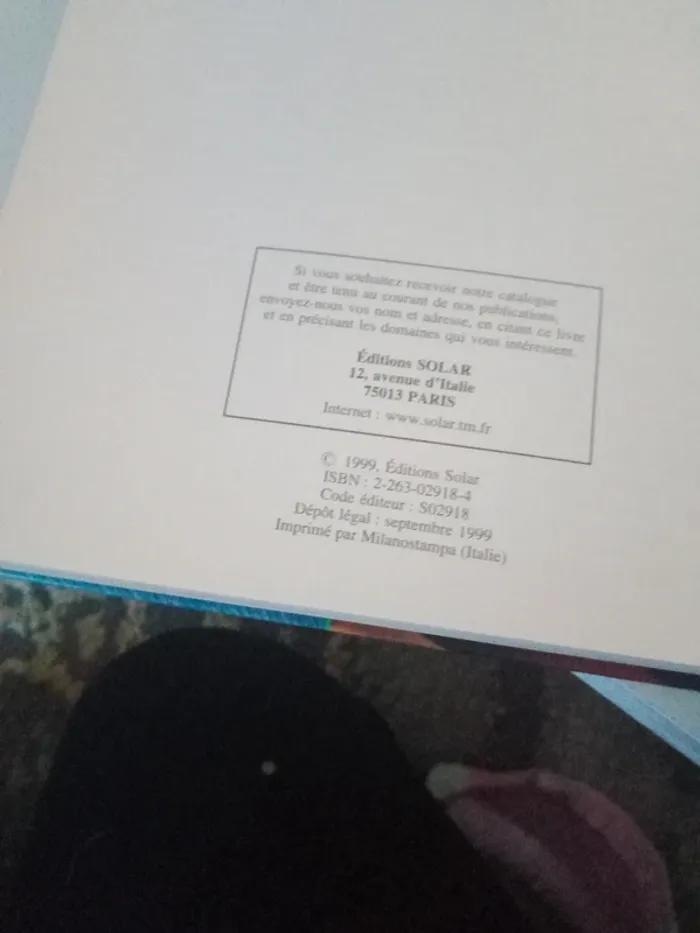 Si vous souhaitez recevoir notre catalogue
et être tenu au courant de nos publications,
envoyez-nous vos nom et adresse, en citant ce livre
et en précisant les domaines qui vous intéressent.
Éditions SOLAR
12, avenue d'Italie
75013 PARIS
Internet : www.solar.tm.fr
© 1999, Éditions Solar
ISBN : 2-263-02918-4
Code éditeur : S02918
Dépôt légal : septembre 1999
Imprimé par Milanostampa (Italie)